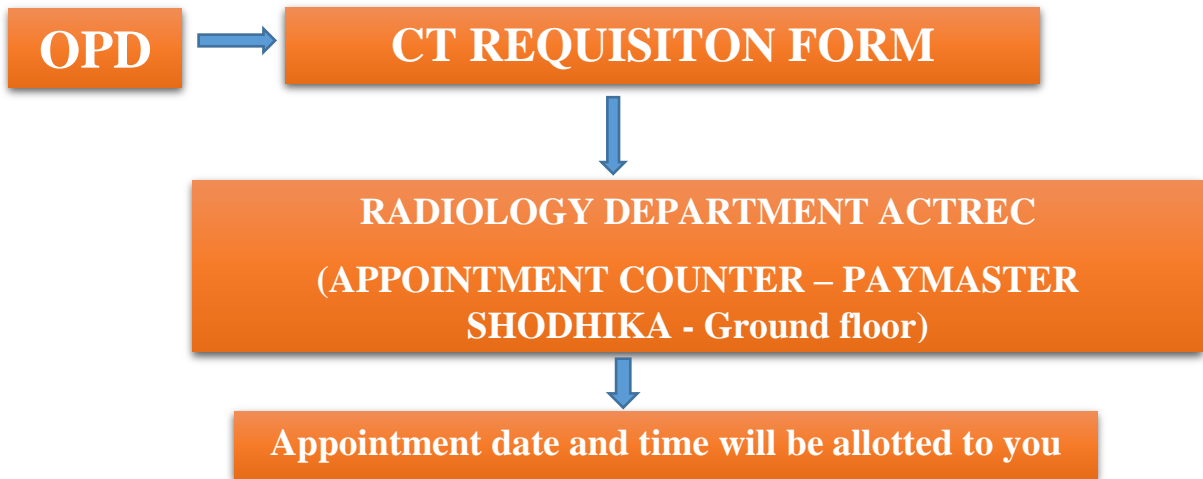 OPD
CT REQUISITON FORM
RADIOLOGY DEPARTMENT ACTREC
(APPOINTMENT COUNTER – PAYMASTER
SHODHIKA - Ground floor)
Appointment date and time will be allotted to you